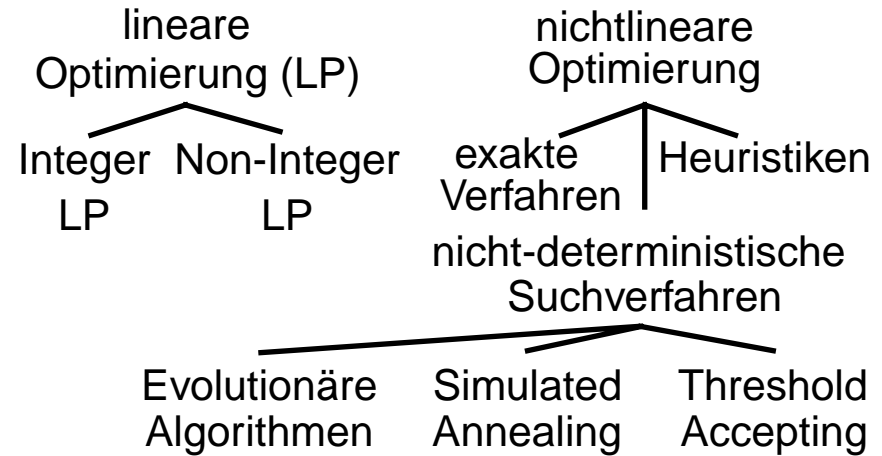 lineare
Optimierung (LP)
nichtlineare
Optimierung
Integer
LP
Non-Integer
LP
exakte
Verfahren
Heuristiken
nicht-deterministische
Suchverfahren
Evolutionäre
Algorithmen
Simulated
Annealing
Threshold
Accepting